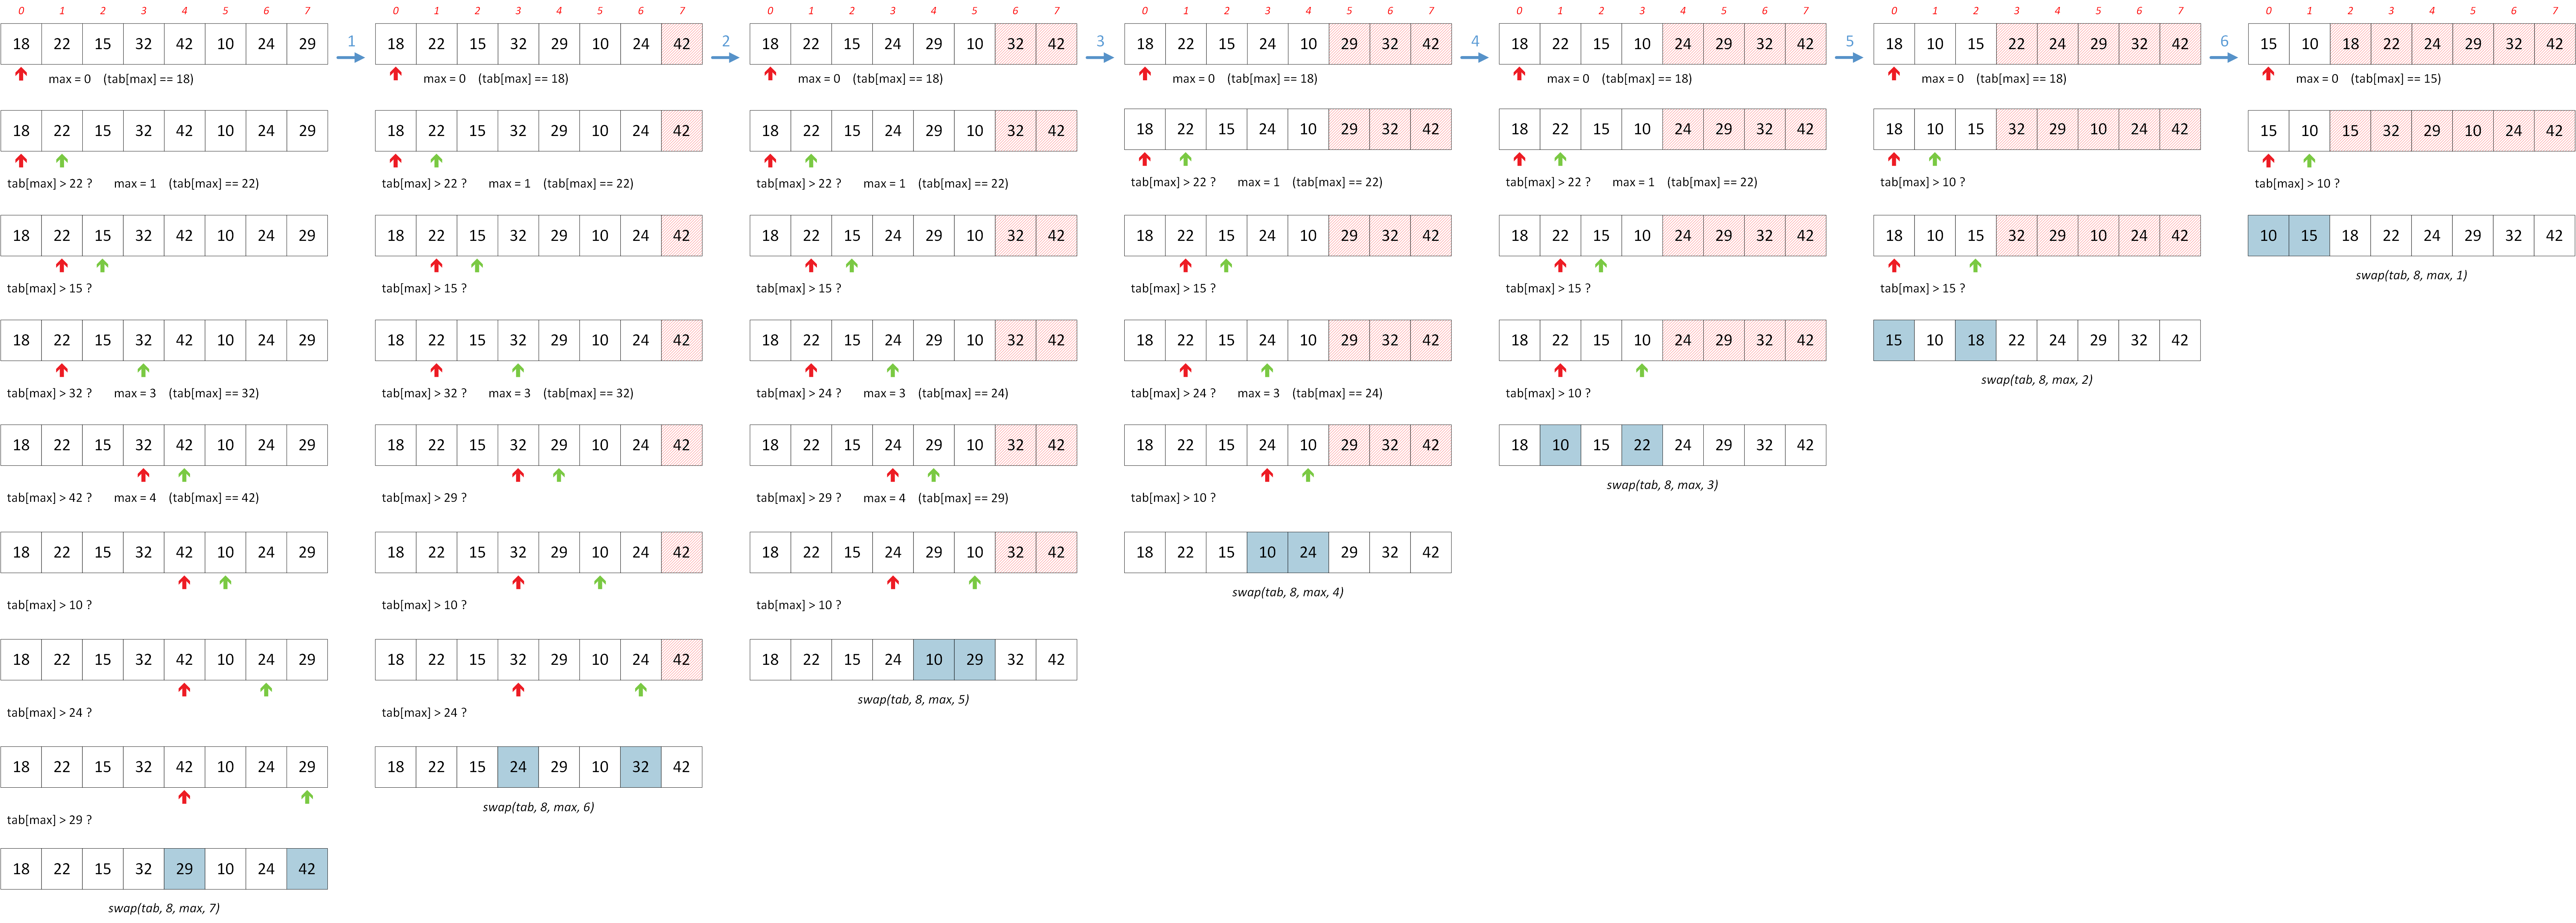 0 1 2 3 4 5 6 7
18 22 15 32 42 10 24 29
max = 0 (tab[max] == 18)
18 22 15 32 42 10 24 29
tab[max] > 22 ? max = 1 (tab[max] == 22)
18 22 15 32 42 10 24 29
tab[max] > 15 ?
18 22 15 32 42 10 24 29
tab[max] > 32 ? max = 3 (tab[max] == 32)
18 22 15 32 42 10 24 29
tab[max] > 42 ? max = 4 (tab[max] == 42)
18 22 15 32 42 10 24 29
tab[max] > 10 ?
18 22 15 32 42 10 24 29
tab[max] > 24 ?
18 22 15 32 42 10 24 29
tab[max] > 29 ?
18 22 15 32 29 10 24 42
swap(tab, 8, max, 7)
1
0 1 2 3 4 5 6 7
18 22 15 32 29 10 24 42
max = 0 (tab[max] == 18)
18 22 15 32 29 10 24 42
tab[max] > 22 ? max = 1 (tab[max] == 22)
18 22 15 32 29 10 24 42
tab[max] > 15 ?
18 22 15 32 29 10 24 42
tab[max] > 32 ? max = 3 (tab[max] == 32)
18 22 15 32 29 10 24 42
tab[max] > 29 ?
18 22 15 32 29 10 24 42
tab[max] > 10 ?
18 22 15 32 29 10 24 42
tab[max] > 24 ?
18 22 15 24 29 10 32 42
swap(tab, 8, max, 6)
2
0 1 2 3 4 5 6 7
18 22 15 24 29 10 32 42
max = 0 (tab[max] == 18)
18 22 15 24 29 10 32 42
tab[max] > 22 ? max = 1 (tab[max] == 22)
18 22 15 24 29 10 32 42
tab[max] > 15 ?
18 22 15 24 29 10 32 42
tab[max] > 24 ? max = 3 (tab[max] == 24)
18 22 15 24 29 10 32 42
tab[max] > 29 ? max = 4 (tab[max] == 29)
18 22 15 24 29 10 32 42
tab[max] > 10 ?
18 22 15 24 10 29 32 42
swap(tab, 8, max, 5)
3
0 1 2 3 4 5 6 7
18 22 15 24 10 29 32 42
max = 0 (tab[max] == 18)
18 22 15 24 10 29 32 42
tab[max] > 22 ? max = 1 (tab[max] == 22)
18 22 15 24 10 29 32 42
tab[max] > 15 ?
18 22 15 24 10 29 32 42
tab[max] > 24 ? max = 3 (tab[max] == 24)
18 22 15 24 10 29 32 42
tab[max] > 10 ?
18 22 15 10 24 29 32 42
swap(tab, 8, max, 4)
4
0 1 2 3 4 5 6 7
18 22 15 10 24 29 32 42
max = 0 (tab[max] == 18)
18 22 15 10 24 29 32 42
tab[max] > 22 ? max = 1 (tab[max] == 22)
18 22 15 10 24 29 32 42
tab[max] > 15 ?
18 22 15 10 24 29 32 42
tab[max] > 10 ?
18 10 15 22 24 29 32 42
swap(tab, 8, max, 3)
5
0 1 2 3 4 5 6 7
18 10 15 22 24 29 32 42
max = 0 (tab[max] == 18)
18 10 15 32 29 10 24 42
tab[max] > 10 ?
18 10 15 32 29 10 24 42
tab[max] > 15 ?
15 10 18 22 24 29 32 42
swap(tab, 8, max, 2)
6
0 1 2 3 4 5 6 7
15 10 18 22 24 29 32 42
max = 0 (tab[max] == 15)
15 10 15 32 29 10 24 42
tab[max] > 10 ?
10 15 18 22 24 29 32 42
swap(tab, 8, max, 1)